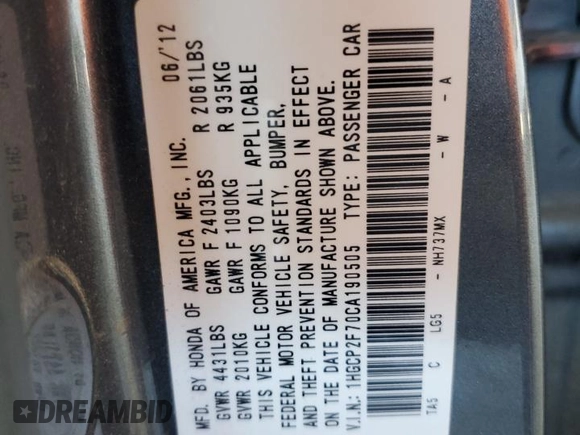 MFD. BY HONDA OF AMERICA MFG., INC. 06/'12
GVWR 4431LBS GAWR F 2403LBS R 2061LBS
GVWR 2010KG GAWR F 1090KG R 935KG
THIS VEHICLE CONFORMS TO ALL APPLICABLE
FEDERAL MOTOR VEHICLE SAFETY, BUMPER,
AND THEFT PREVENTION STANDARDS IN EFFECT
ON THE DATE OF MANUFACTURE SHOWN ABOVE.
V.I.N.: 1HGCP2F70CA190505 TYPE: PASSENGER CAR
TA5 C LG5 - NH737MX - W - A
DREAMBID